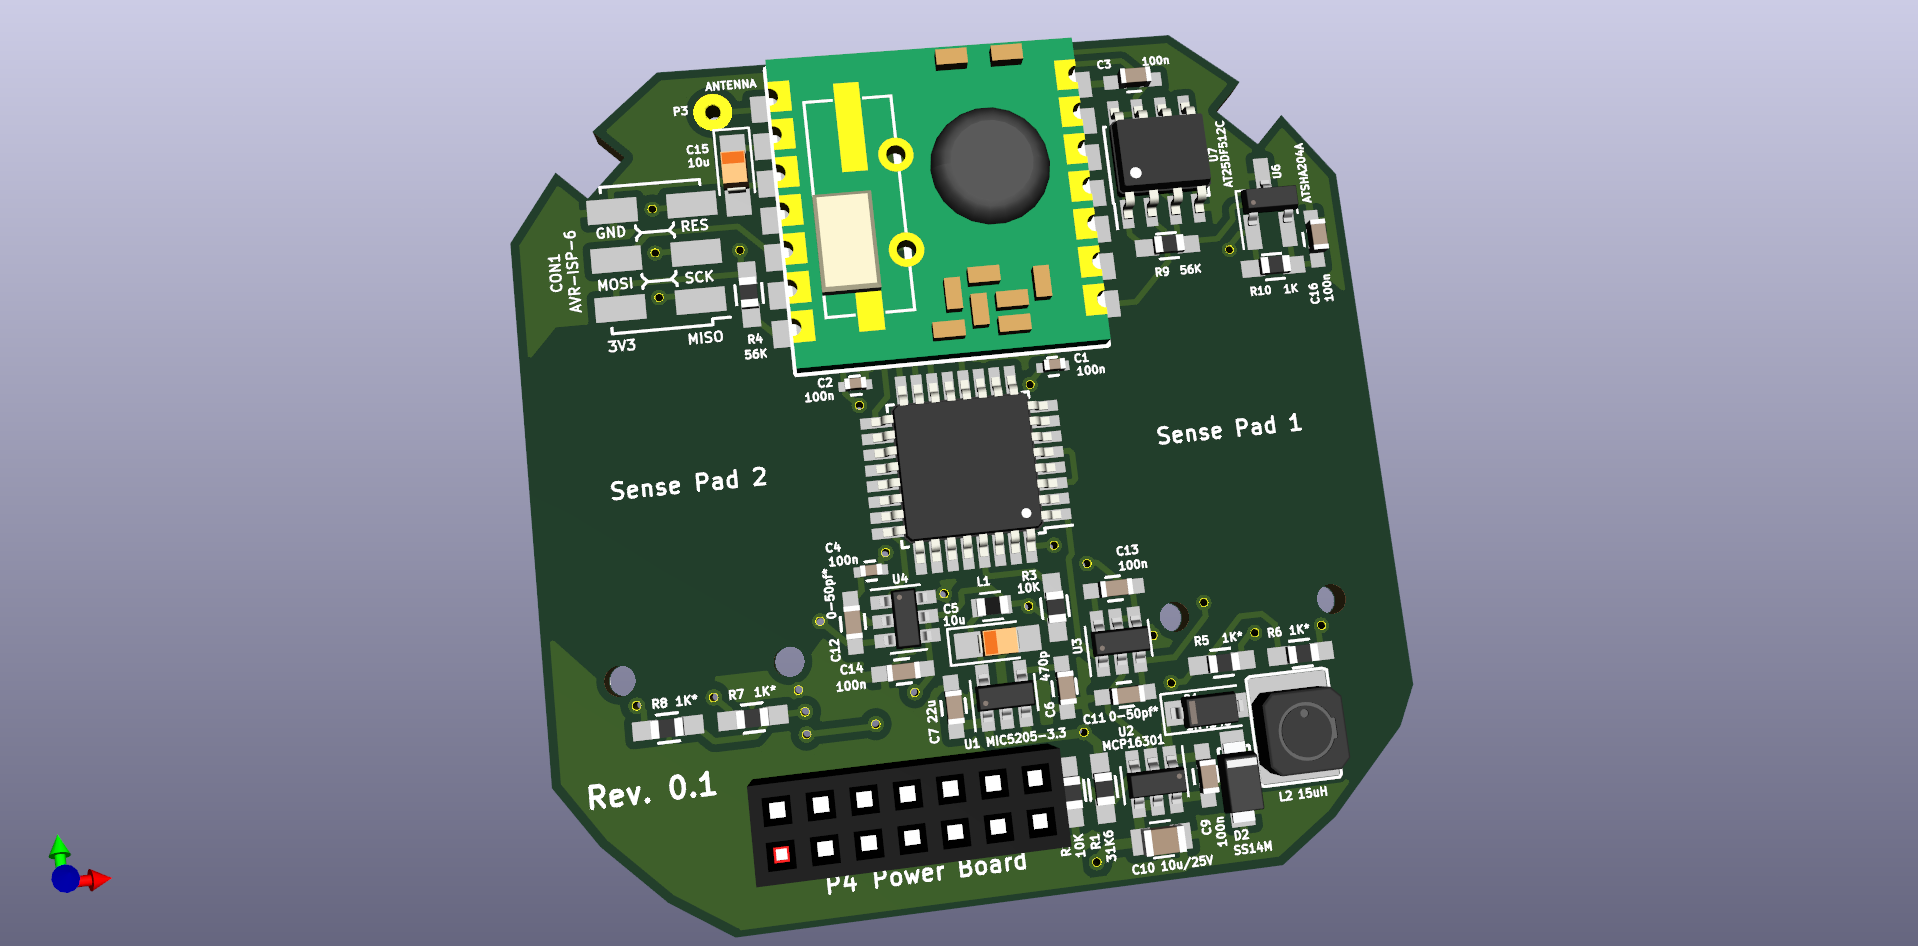 ANTENNA
P3
C15
10u
GND
RES
MOSI
SCK
3V3
MISO
CON1
AVR-ISP-6
R4
56K
C3
100n
U7
AT25DF512C
U6
ATSHA204A
R9 56K
R10 1K
C16
100n
C2
100n
C1
100n
Sense Pad 1
Sense Pad 2
C4
100n
0-50pf*
C12
U4
L1
R3
10K
C5
10u
C13
100n
U3
C14
100n
470p
C6
C7 22u
U1 MIC5205-3.3
C11 0-50pf*
U2
MCP16301
R5 1K*
R6 1K*
R8 1K*
R7 1K*
Rev. 0.1
P4 Power Board
10K
R1
31K6
C10 10u/25V
C9
100n
D2
SS14M
L2 15uH